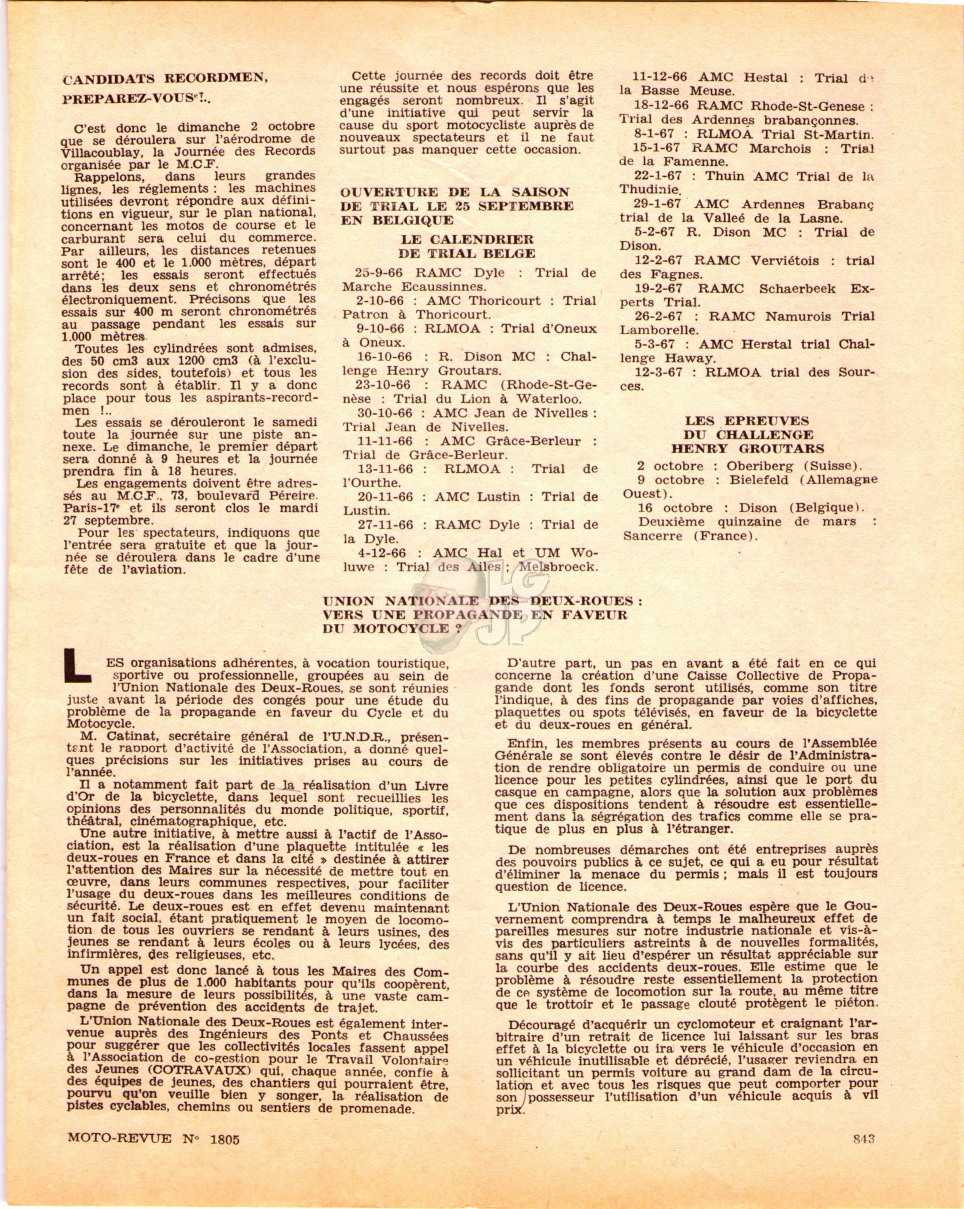 CANDIDATS RECORDMEN,
PREPAREZ-VOUS !..
C'est donc le dimanche 2 octobre
que se déroulera sur l'aérodrome de
Villacoublay, la Journée des Records
organisée par le M.C.F.
Rappelons, dans leurs grandes
lignes, les réglements : les machines
utilisées devront répondre aux défini-
tions en vigueur, sur le plan national,
concernant les motos de course et le
carburant sera celui du commerce.
Par ailleurs, les distances retenues
sont le 400 et le 1.000 mètres, départ
arrêté; les essais seront effectués
dans les deux sens et chronométrés
électroniquement. Précisons que les
essais sur 400 m seront chronométrés
au passage pendant les essais sur
1.000 mètres.
Toutes les cylindrées sont admises,
des 50 cm3 aux 1200 cm3 (à l'exclu-
sion des sides, toutefois) et tous les
records sont à établir. Il y a donc
place pour tous les aspirants-record-
men !..
Les essais se dérouleront le samedi
toute la journée sur une piste an-
nexe. Le dimanche, le premier départ
sera donné à 9 heures et la journée
prendra fin à 18 heures.
Les engagements doivent être adres-
sés au M.C.F., 73, boulevard Péreire.
Paris-17e et ils seront clos le mardi
27 septembre.
Pour les spectateurs, indiquons que
l'entrée sera gratuite et que la jour-
née se déroulera dans le cadre d'une
fête de l'aviation.
Cette journée des records doit être
une réussite et nous espérons que les
engagés seront nombreux. Il s'agit
d'une initiative qui peut servir la
cause du sport motocycliste auprès de
nouveaux spectateurs et il ne faut
surtout pas manquer cette occasion.
OUVERTURE DE LA SAISON
DE TRIAL LE 25 SEPTEMBRE
EN BELGIQUE
LE CALENDRIER
DE TRIAL BELGE
25-9-66 RAMC Dyle : Trial de
Marche Ecaussinnes.
2-10-66 : AMC Thoricourt : Trial
Patron à Thoricourt.
9-10-66 : RLMOA : Trial d'Oneux
à Oneux.
16-10-66 : R. Dison MC : Chal-
lenge Henry Groutars.
23-10-66 : RAMC (Rhode-St-Ge-
nèse : Trial du Lion à Waterloo.
30-10-66 : AMC Jean de Nivelles :
Trial Jean de Nivelles.
11-11-66 : AMC Grâce-Berleur :
Trial de Grâce-Berleur.
13-11-66 : RLMOA : Trial de
l'Ourthe.
20-11-66 : AMC Lustin : Trial de
Lustin.
27-11-66 : RAMC Dyle : Trial de
la Dyle.
4-12-66 : AMC Hal et UM Wo-
luwe : Trial des Ailes ; Melsbroeck.
11-12-66 AMC Hestal : Trial de
la Basse Meuse.
18-12-66 RAMC Rhode-St-Genese :
Trial des Ardennes brabançonnes.
8-1-67 : RLMOA Trial St-Martin.
15-1-67 RAMC Marchois : Trial
de la Famenne.
22-1-67 : Thuin AMC Trial de la
Thudinie.
29-1-67 AMC Ardennes Brabanç
trial de la Valleé de la Lasne.
5-2-67 R. Dison MC : Trial de
Dison.
12-2-67 RAMC Verviétois : trial
des Fagnes.
19-2-67 RAMC Schaerbeek Ex-
perts Trial.
26-2-67 : RAMC Namurois Trial
Lamborelle.
5-3-67 : AMC Herstal trial Chal-
lenge Haway.
12-3-67 : RLMOA trial des Sour-
ces.
LES EPREUVES
DU CHALLENGE
HENRY GROUTARS
2 octobre : Oberiberg (Suisse).
9 octobre : Bielefeld (Allemagne
Ouest).
16 octobre : Dison (Belgique).
Deuxième quinzaine de mars :
Sancerre (France).
LG
JP
UNION NATIONALE DES DEUX-ROUES :
VERS UNE PROPAGANDE EN FAVEUR
DU MOTOCYCLE ?
LES organisations adhérentes, à vocation touristique,
sportive ou professionnelle, groupées au sein de
l'Union Nationale des Deux-Roues, se sont réunies
juste avant la période des congés pour une étude du
problème de la propagande en faveur du Cycle et du
Motocycle.
M. Catinat, secrétaire général de l'U.N.D.R., présen-
tant le rapport d'activité de l'Association, a donné quel-
ques précisions sur les initiatives prises au cours de
l'année.
Il a notamment fait part de la réalisation d'un Livre
d'Or de la bicyclette, dans lequel sont recueillies les
opinions des personnalités du monde politique, sportif,
théâtral, cinématographique, etc.
Une autre initiative, à mettre aussi à l'actif de l'Asso-
ciation, est la réalisation d'une plaquette intitulée « les
deux-roues en France et dans la cité » destinée à attirer
l'attention des Maires sur la nécessité de mettre tout en
œuvre, dans leurs communes respectives, pour faciliter
l'usage du deux-roues dans les meilleures conditions de
sécurité. Le deux-roues est en effet devenu maintenant
un fait social, étant pratiquement le moyen de locomo-
tion de tous les ouvriers se rendant à leurs usines, des
jeunes se rendant à leurs écoles ou à leurs lycées, des
infirmières, des religieuses, etc.
Un appel est donc lancé à tous les Maires des Com-
munes de plus de 1.000 habitants pour qu'ils coopèrent,
dans la mesure de leurs possibilités, à une vaste cam-
pagne de prévention des accidents de trajet.
L'Union Nationale des Deux-Roues est également inter-
venue auprès des Ingénieurs des Ponts et Chaussées
pour suggérer que les collectivités locales fassent appel
à l'Association de co-gestion pour le Travail Volontaire
des Jeunes (COTRAVAUX) qui, chaque année, confie à
des équipes de jeunes, des chantiers qui pourraient être,
pourvu qu'on veuille bien y songer, la réalisation de
pistes cyclables, chemins ou sentiers de promenade.
D'autre part, un pas en avant a été fait en ce qui
concerne la création d'une Caisse Collective de Propa-
gande dont les fonds seront utilisés, comme son titre
l'indique, à des fins de propagande par voies d'affiches,
plaquettes ou spots télévisés, en faveur de la bicyclette
et du deux-roues en général.
Enfin, les membres présents au cours de l'Assemblée
Générale se sont élevés contre le désir de l'Administra-
tion de rendre obligatoire un permis de conduire ou une
licence pour les petites cylindrées, ainsi que le port du
casque en campagne, alors que la solution aux problèmes
que ces dispositions tendent à résoudre est essentielle-
ment dans la ségrégation des trafics comme elle se pra-
tique de plus en plus à l'étranger.
De nombreuses démarches ont été entreprises auprès
des pouvoirs publics à ce sujet, ce qui a eu pour résultat
d'éliminer la menace du permis ; mais il est toujours
question de licence.
L'Union Nationale des Deux-Roues espère que le Gou-
vernement comprendra à temps le malheureux effet de
pareilles mesures sur notre industrie nationale et vis-à-
vis des particuliers astreints à de nouvelles formalités,
sans qu'il y ait lieu d'espérer un résultat appréciable sur
la courbe des accidents deux-roues. Elle estime que le
problème à résoudre reste essentiellement la protection
de ce système de locomotion sur la route, au même titre
que le trottoir et le passage clouté protègent le piéton.
Découragé d'acquérir un cyclomoteur et craignant l'ar-
bitraire d'un retrait de licence lui laissant sur les bras
effet à la bicyclette ou ira vers le véhicule d'occasion en
un véhicule inutilisable et déprécié, l'usager reviendra en
sollicitant un permis voiture au grand dam de la circu-
lation et avec tous les risques que peut comporter pour
son possesseur l'utilisation d'un véhicule acquis à vil
prix.
MOTO-REVUE No 1805
843